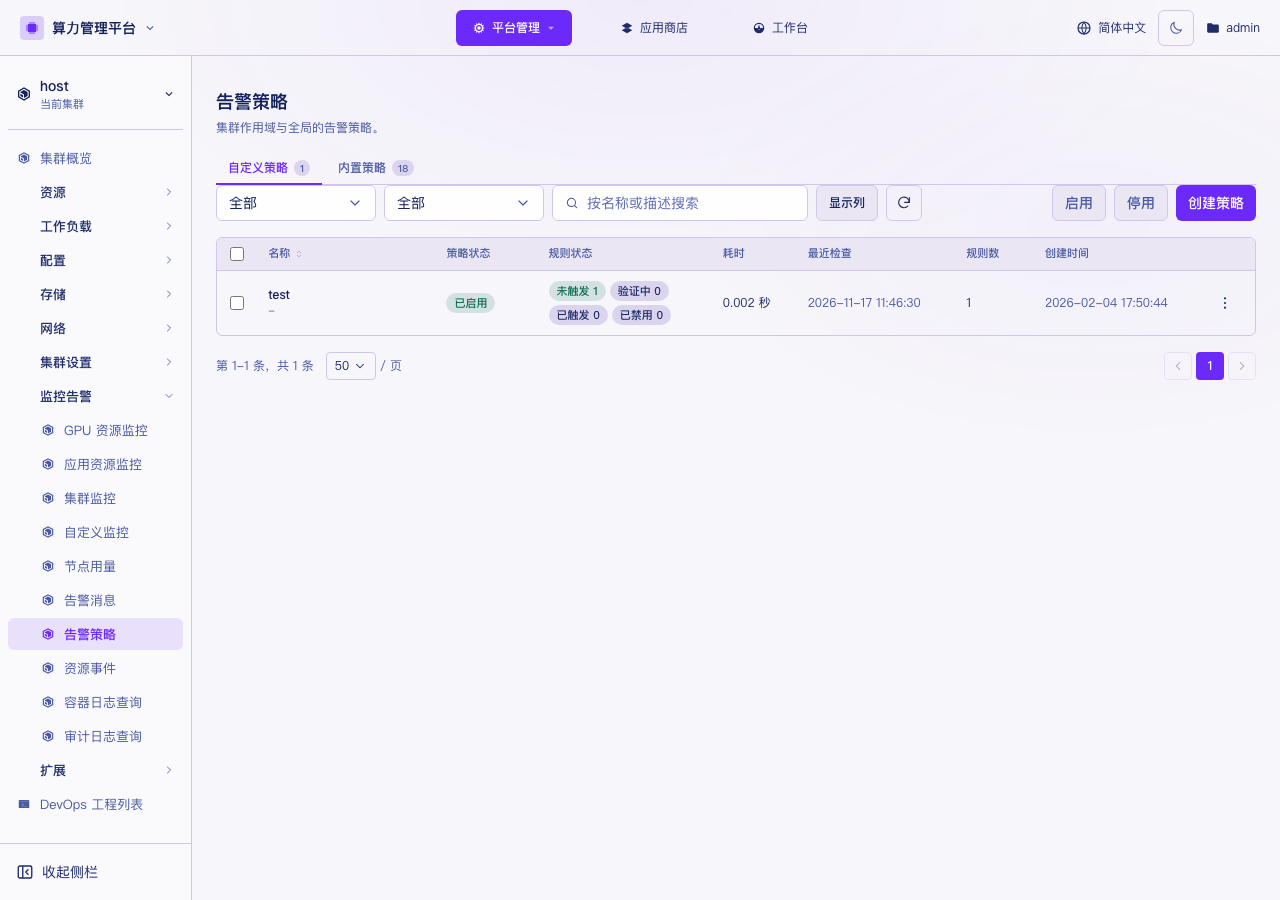 算力管理平台
平台管理
应用商店
工作台
简体中文
admin
host
当前集群
集群概览
资源
工作负载
配置
存储
网络
集群设置
监控告警
GPU 资源监控
应用资源监控
集群监控
自定义监控
节点用量
告警消息
告警策略
资源事件
容器日志查询
审计日志查询
扩展
DevOps 工程列表
收起侧栏
告警策略
集群作用域与全局的告警策略。
自定义策略 1
内置策略 18
全部
全部
按名称或描述搜索
显示列
启用
停用
创建策略
名称
策略状态
规则状态
耗时
最近检查
规则数
创建时间
test
–
已启用
未触发 1
验证中 0
已触发 0
已禁用 0
0.002 秒
2026-11-17 11:46:30
1
2026-02-04 17:50:44
第 1-1 条，共 1 条
50
/ 页
1